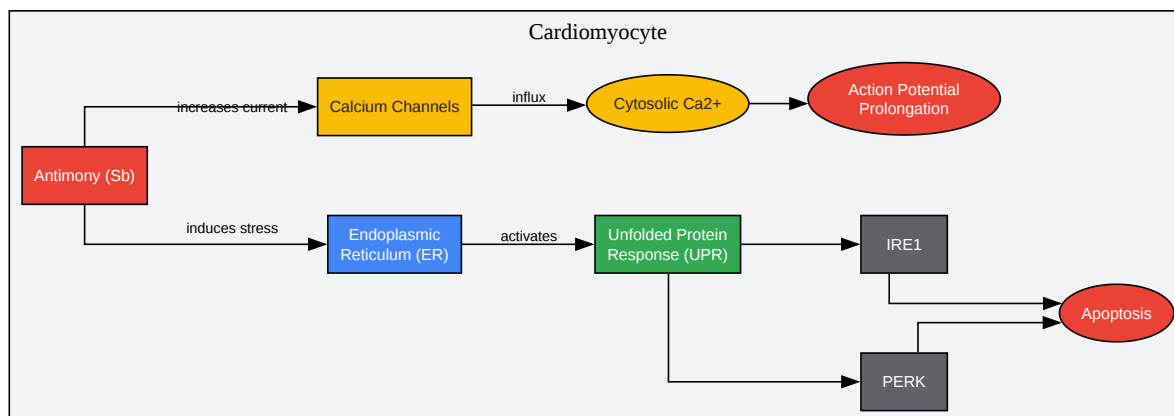 Cardiomyocyte
increases current
Calcium Channels
influx
Cytosolic Ca2+
Action Potential
Prolongation
Antimony (Sb)
induces stress
Endoplasmic
Reticulum (ER)
activates
Unfolded Protein
Response (UPR)
IRE1
Apoptosis
PERK